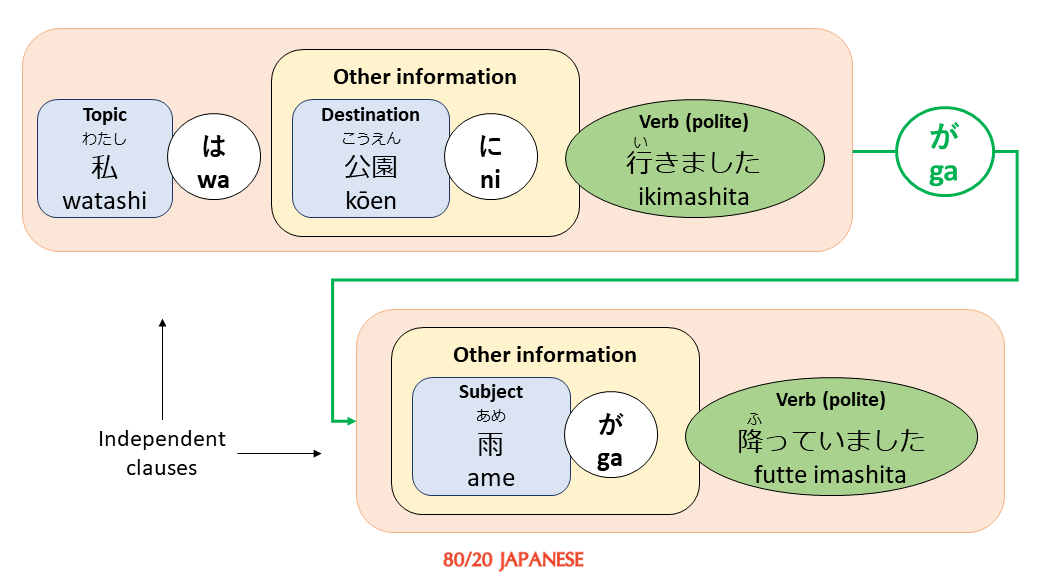 Other information
Topic
わたし
私
watashi
は
wa
Destination
こうえん
公園
kōen
に
ni
Verb (polite)
い
行きました
ikimashita
が
ga
Other information
Subject
あめ
雨
ame
が
ga
Verb (polite)
ふ
降っていました
futte imashita
Independent
clauses
80/20 JAPANESE